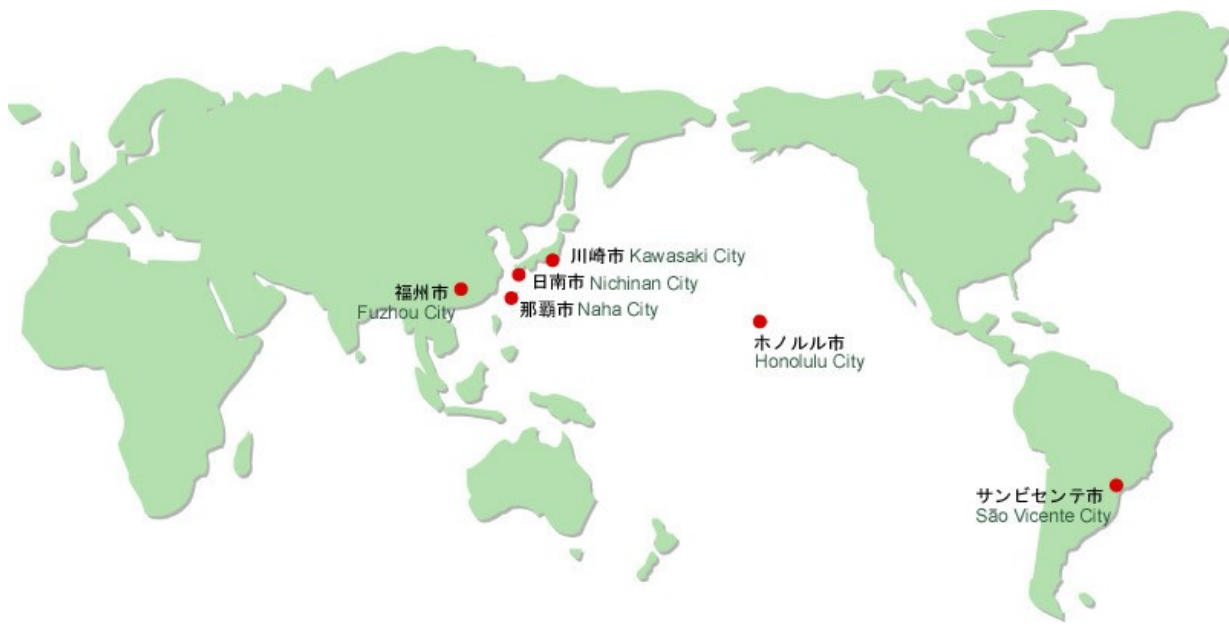 川崎市 Kawasaki City
日南市 Nichinan City
福州市
Fuzhou City
那覇市 Naha City
ホノルル市
Honolulu City
サンビセンテ市
São Vicente City